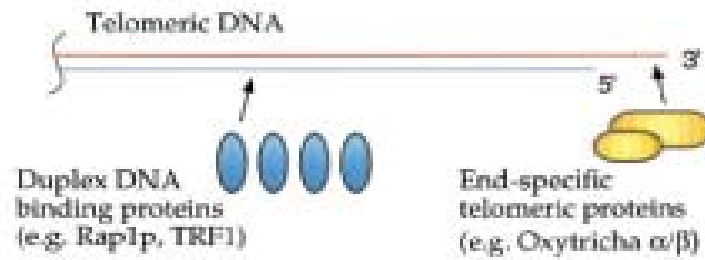 Telomeric DNA
3'
5'
Duplex DNA
binding proteins
(e.g. Rap1p, TRF1)
End-specific
telomeric proteins
(e.g. Oxytricha α/β)